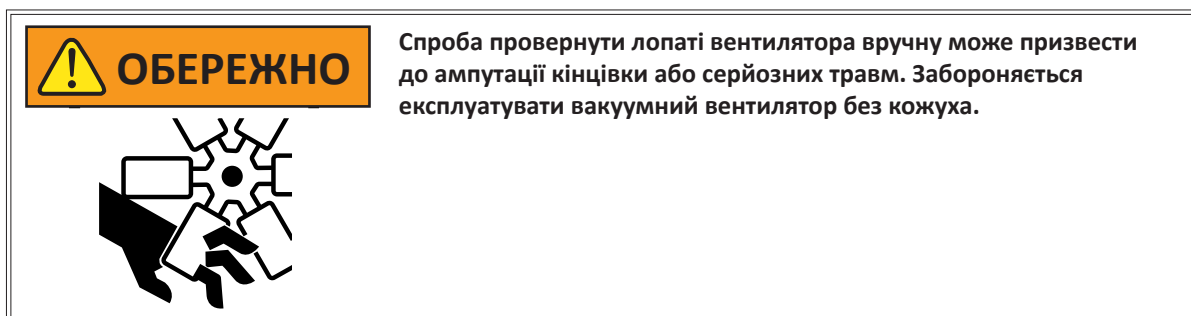 ОБЕРЕЖНО
Спроба провернути лопаті вентилятора вручну може призвести
до ампутації кінцівки або серйозних травм. Забороняється
експлуатувати вакуумний вентилятор без кожуха.